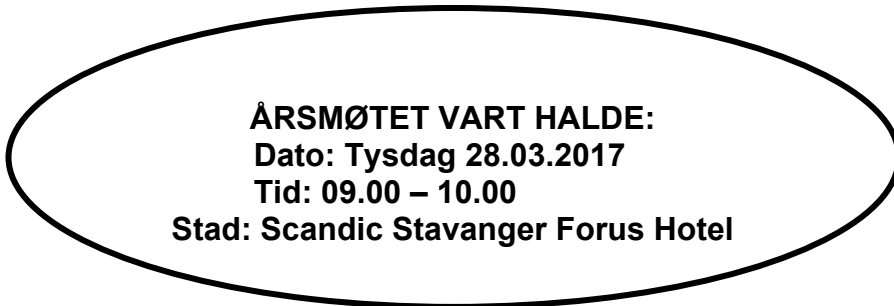 ÅRSMØTET VART HALDE:
Dato: Tysdag 28.03.2017
Tid: 09.00 – 10.00
Stad: Scandic Stavanger Forus Hotel